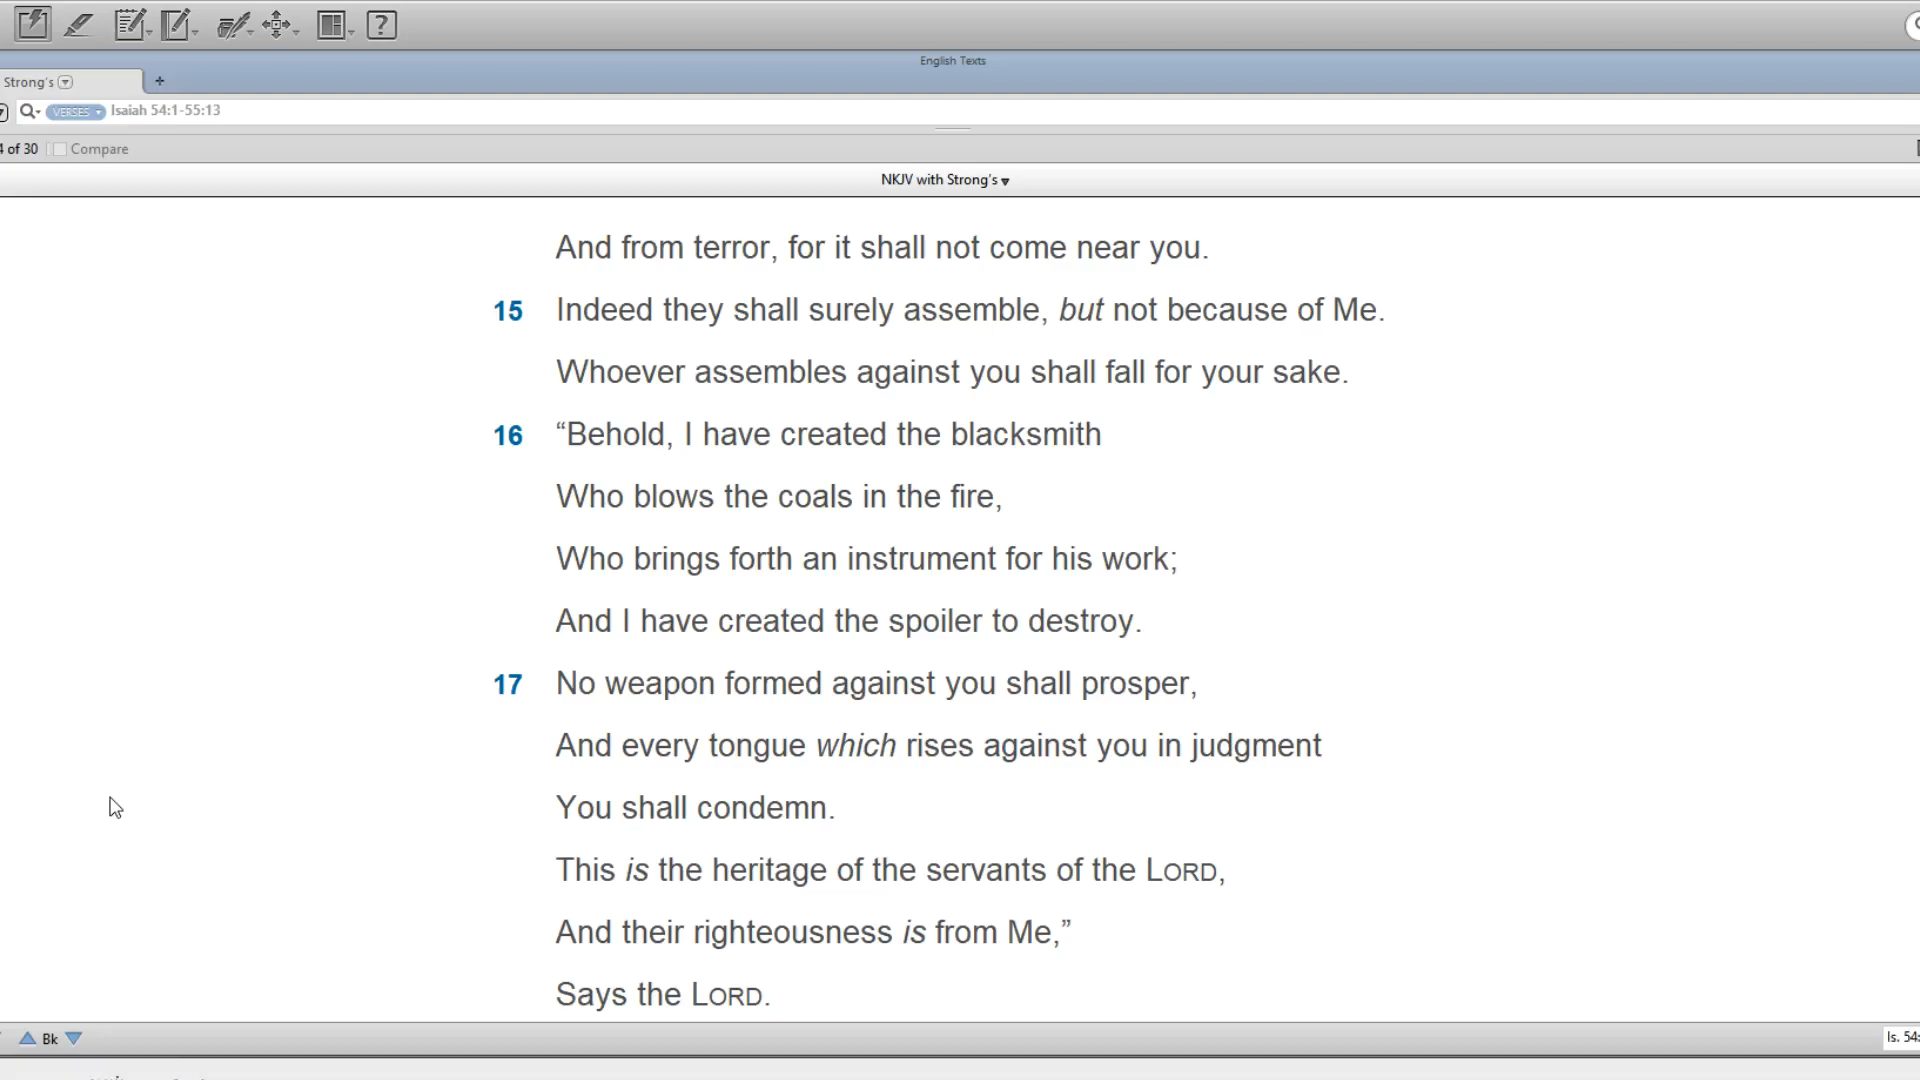 English Texts
Strong's +
VERSES Isaiah 54:1-55:13
4 of 30 Compare
NKJV with Strong's
And from terror, for it shall not come near you.
15 Indeed they shall surely assemble, but not because of Me.
Whoever assembles against you shall fall for your sake.
16 “Behold, I have created the blacksmith
Who blows the coals in the fire,
Who brings forth an instrument for his work;
And I have created the spoiler to destroy.
17 No weapon formed against you shall prosper,
And every tongue which rises against you in judgment
You shall condemn.
This is the heritage of the servants of the LORD,
And their righteousness is from Me,”
Says the LORD.
Bk Is. 54: